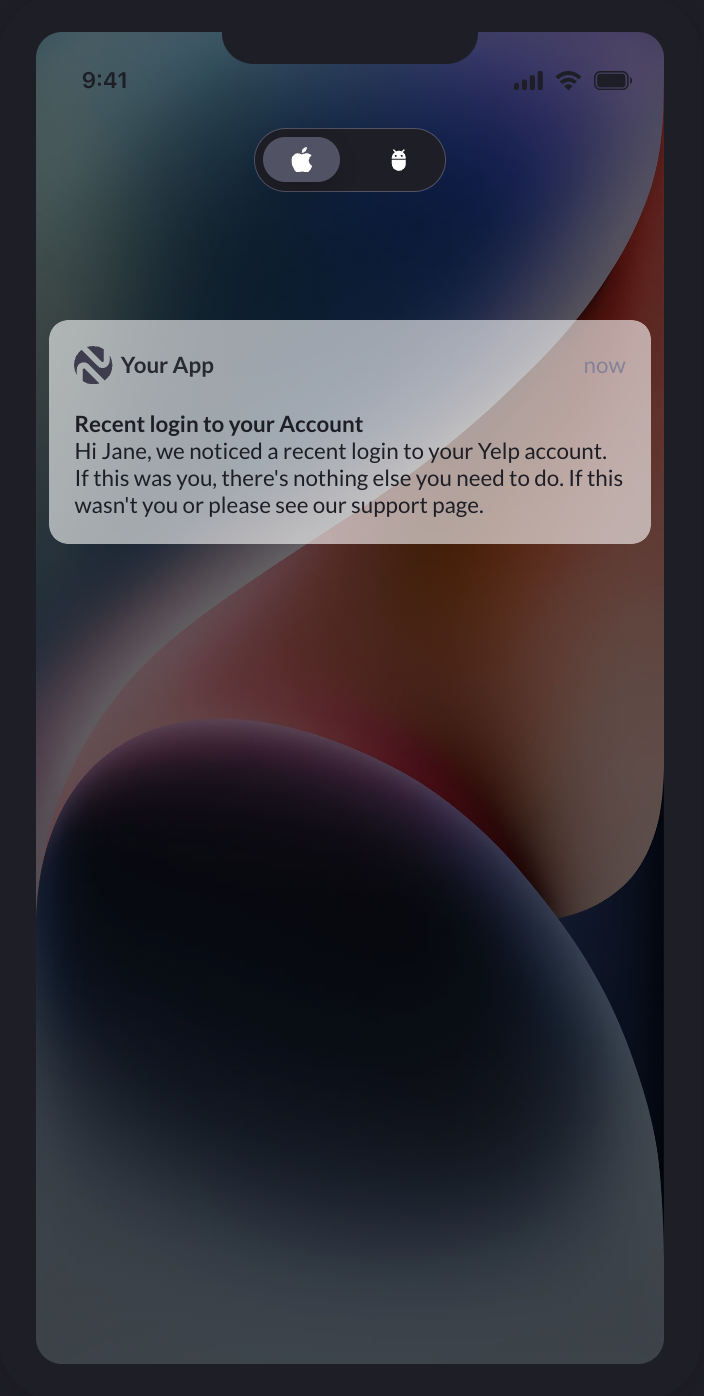 9:41
Your App
now
Recent login to your Account
Hi Jane, we noticed a recent login to your Yelp account.
If this was you, there's nothing else you need to do. If this
wasn't you or please see our support page.